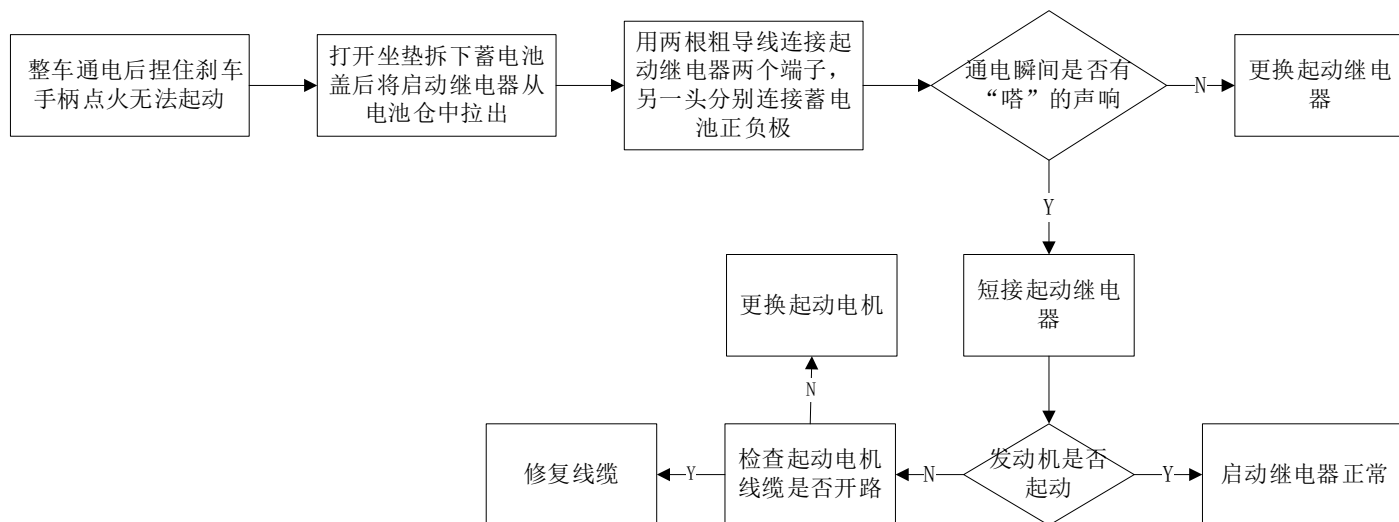 整车通电后捏住刹车
手柄点火无法起动
打开坐垫拆下蓄电池
盖后将启动继电器从
电池仓中拉出
用两根粗导线连接起
动继电器两个端子，
另一头分别连接蓄电
池正负极
通电瞬间是否有
“嗒”的声响
N
更换起动继电
器
Y
短接起动继电
器
更换起动电机
N
修复线缆
Y
检查起动电机
线缆是否开路
N
发动机是否
起动
Y
启动继电器正常